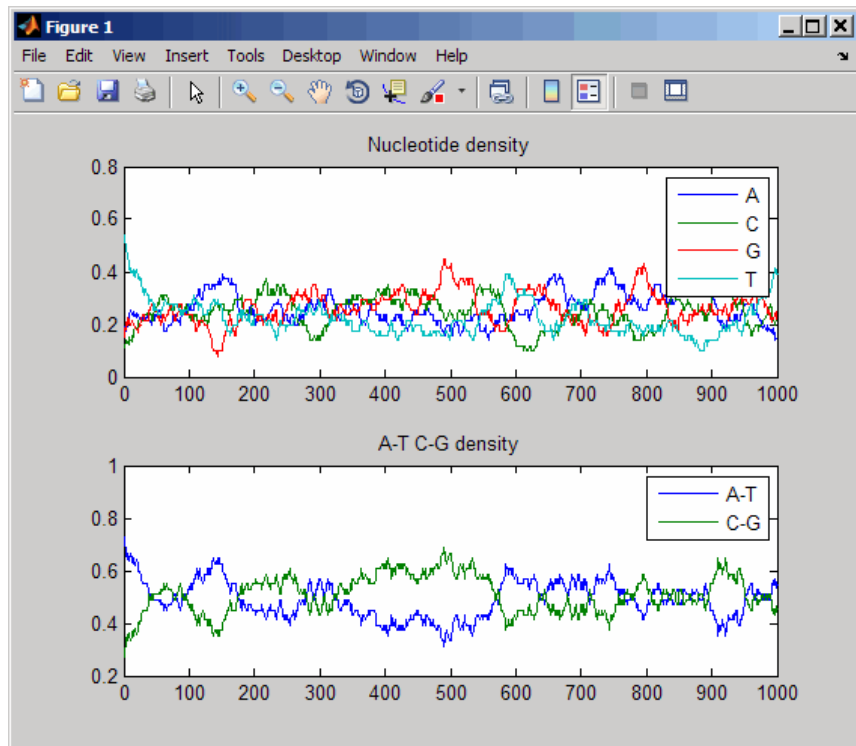 Figure 1
File Edit View Insert Tools Desktop Window Help
Nucleotide density
0.8
0.6
0.4
0.2
0
0 100 200 300 400 500 600 700 800 900 1000
A
C
G
T
A-T C-G density
1
0.8
0.6
0.4
0.2
0 100 200 300 400 500 600 700 800 900 1000
A-T
C-G